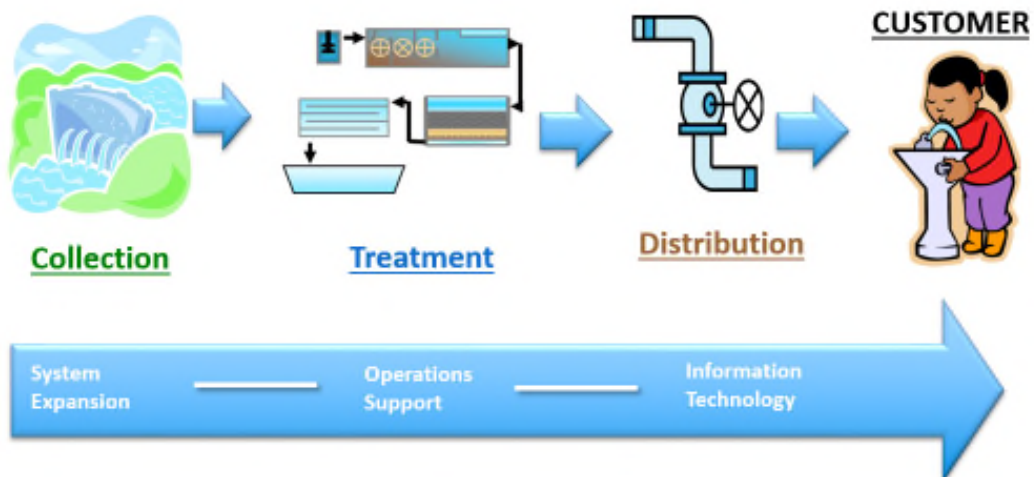 CUSTOMER
Collection
Treatment
Distribution
System
Expansion
Operations
Support
Information
Technology